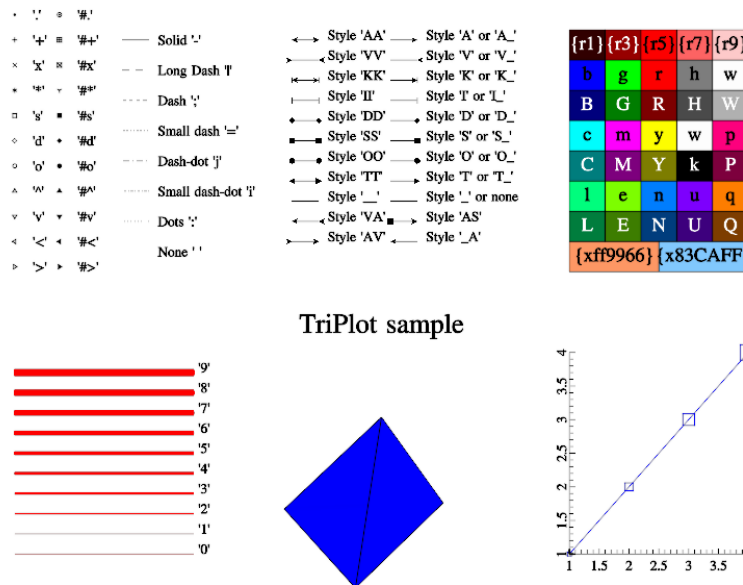 '.' '#.'
'+' '#+'
'x' '#x'
'*' '#*'
's' '#s'
'd' '#d'
'o' '#o'
'^' '#^'
'v' '#v'
'<' '#<'
'>' '#>'
Solid '-'
Long Dash '|'
Dash ';'
Small dash '='
Dash-dot 'j'
Small dash-dot 'i'
Dots ':'
None ' '
Style 'AA' Style 'A' or 'A_'
Style 'VV' Style 'V' or 'V_'
Style 'KK' Style 'K' or 'K_'
Style 'II' Style 'I' or 'I_'
Style 'DD' Style 'D' or 'D_'
Style 'SS' Style 'S' or 'S_'
Style 'OO' Style 'O' or 'O_'
Style 'TT' Style 'T' or 'T_'
Style '__' Style '_' or none
Style 'VA' Style 'AS'
Style 'AV' Style '_A'
{r1} {r3} {r5} {r7} {r9}
b g r h w
B G R H W
c m y w p
C M Y k P
l e n u q
L E N U Q
{xff9966} {x83CAFF
TriPlot sample
'9'
'8'
'7'
'6'
'5'
'4'
'3'
'2'
'1'
'0'
4
3.5
3
2.5
2
1.5
1
1 1.5 2 2.5 3 3.5